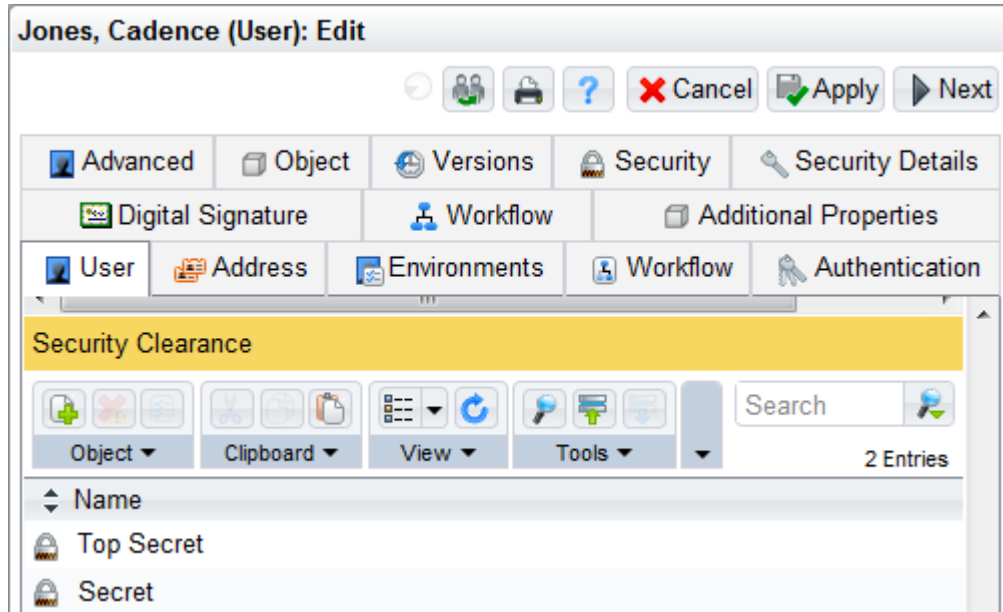 Jones, Cadence (User): Edit
Cancel Apply Next
Advanced Object Versions Security Security Details
Digital Signature Workflow Additional Properties
User Address Environments Workflow Authentication
Security Clearance
Search
Object Clipboard View Tools 2 Entries
Name
Top Secret
Secret